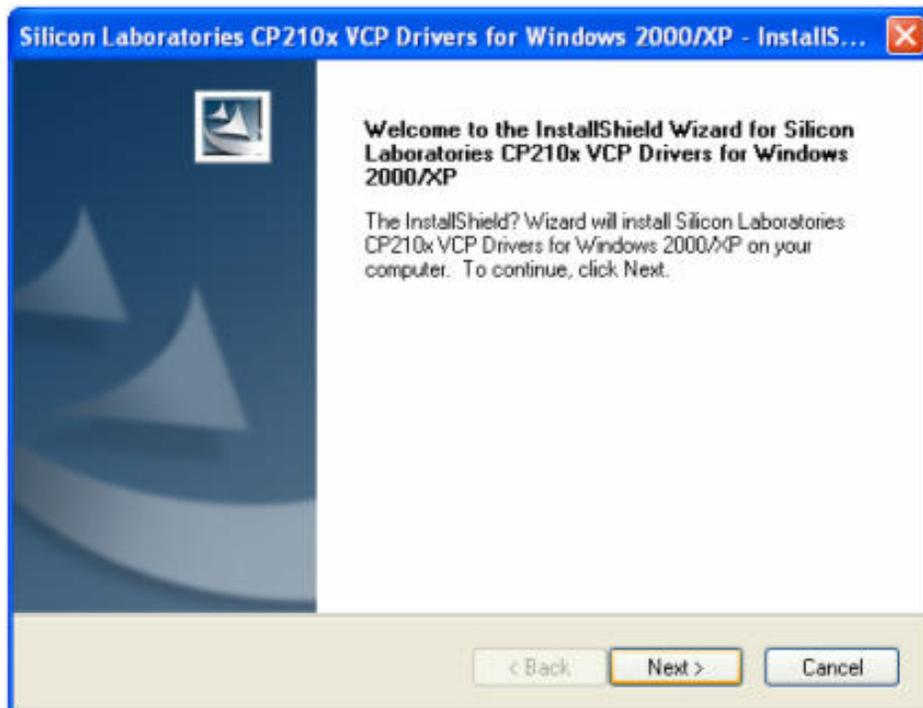 Silicon Laboratories CP210x VCP Drivers for Windows 2000/XP - InstallS...
Welcome to the InstallShield Wizard for Silicon
Laboratories CP210x VCP Drivers for Windows
2000/XP
The InstallShield? Wizard will install Silicon Laboratories
CP210x VCP Drivers for Windows 2000/XP on your
computer. To continue, click Next.
< Back
Next >
Cancel